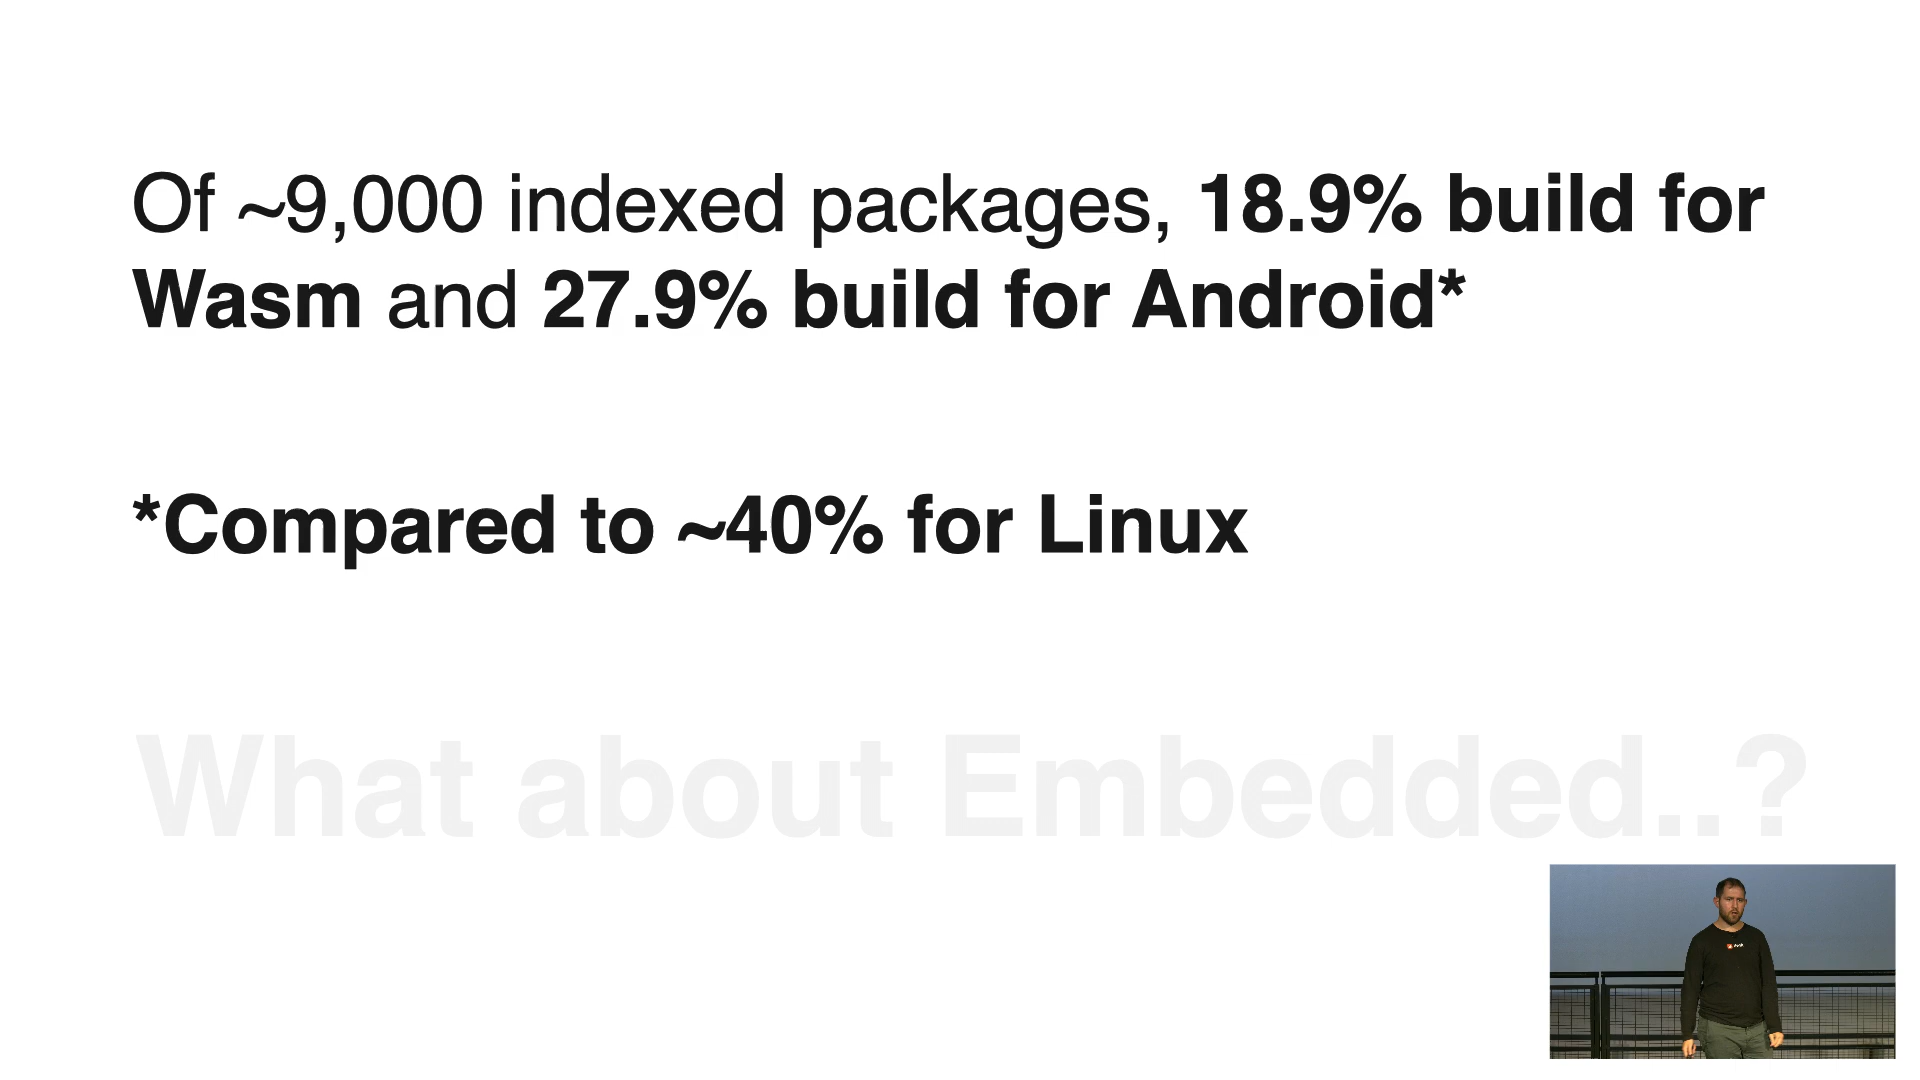 Of ~9,000 indexed packages, 18.9% build for
Wasm and 27.9% build for Android*
*Compared to ~40% for Linux
What about Embedded..?